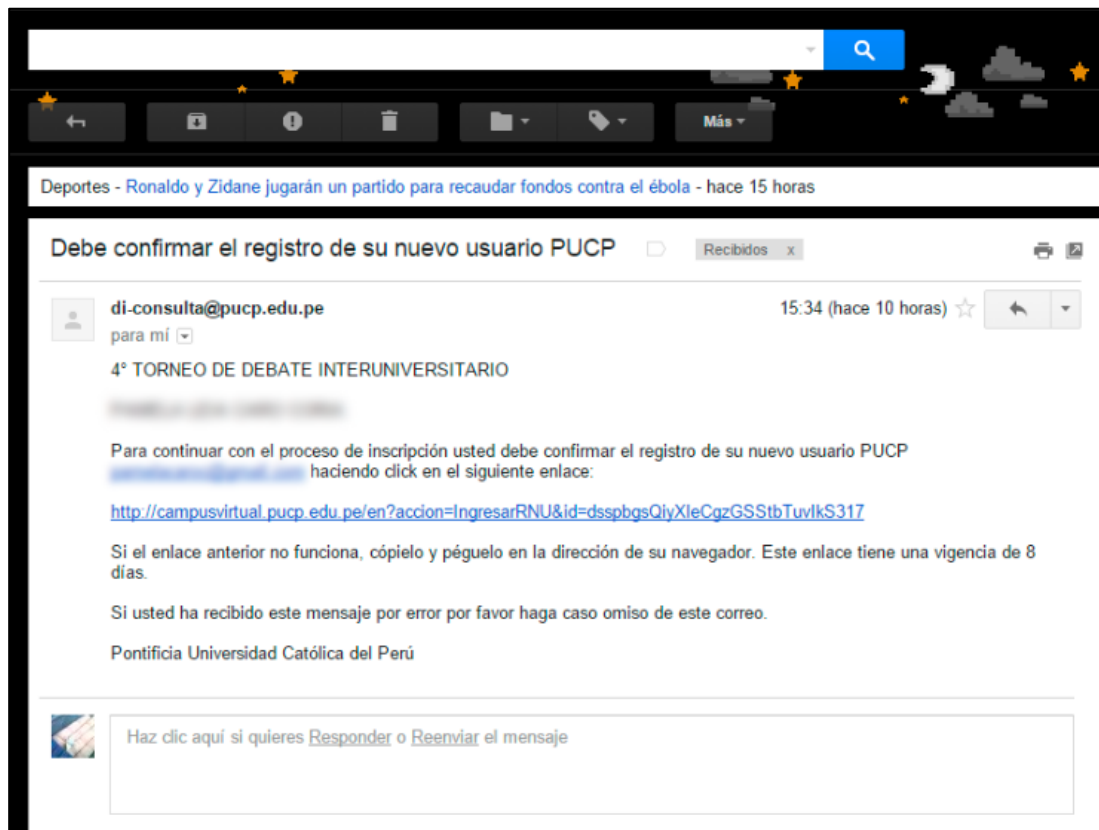 Más
Deportes - Ronaldo y Zidane jugarán un partido para recaudar fondos contra el ébola - hace 15 horas
Debe confirmar el registro de su nuevo usuario PUCP Recibidos x
di-consulta@pucp.edu.pe 15:34 (hace 10 horas)
para mí
4° TORNEO DE DEBATE INTERUNIVERSITARIO
Para continuar con el proceso de inscripción usted debe confirmar el registro de su nuevo usuario PUCP
haciendo click en el siguiente enlace:
http://campusvirtual.pucp.edu.pe/en?accion=IngresarRNU&id=dsspbgsQiyXIeCgzGSStbTuvIkS317
Si el enlace anterior no funciona, cópielo y péguelo en la dirección de su navegador. Este enlace tiene una vigencia de 8
días.
Si usted ha recibido este mensaje por error por favor haga caso omiso de este correo.
Pontificia Universidad Católica del Perú
Haz clic aquí si quieres Responder o Reenviar el mensaje